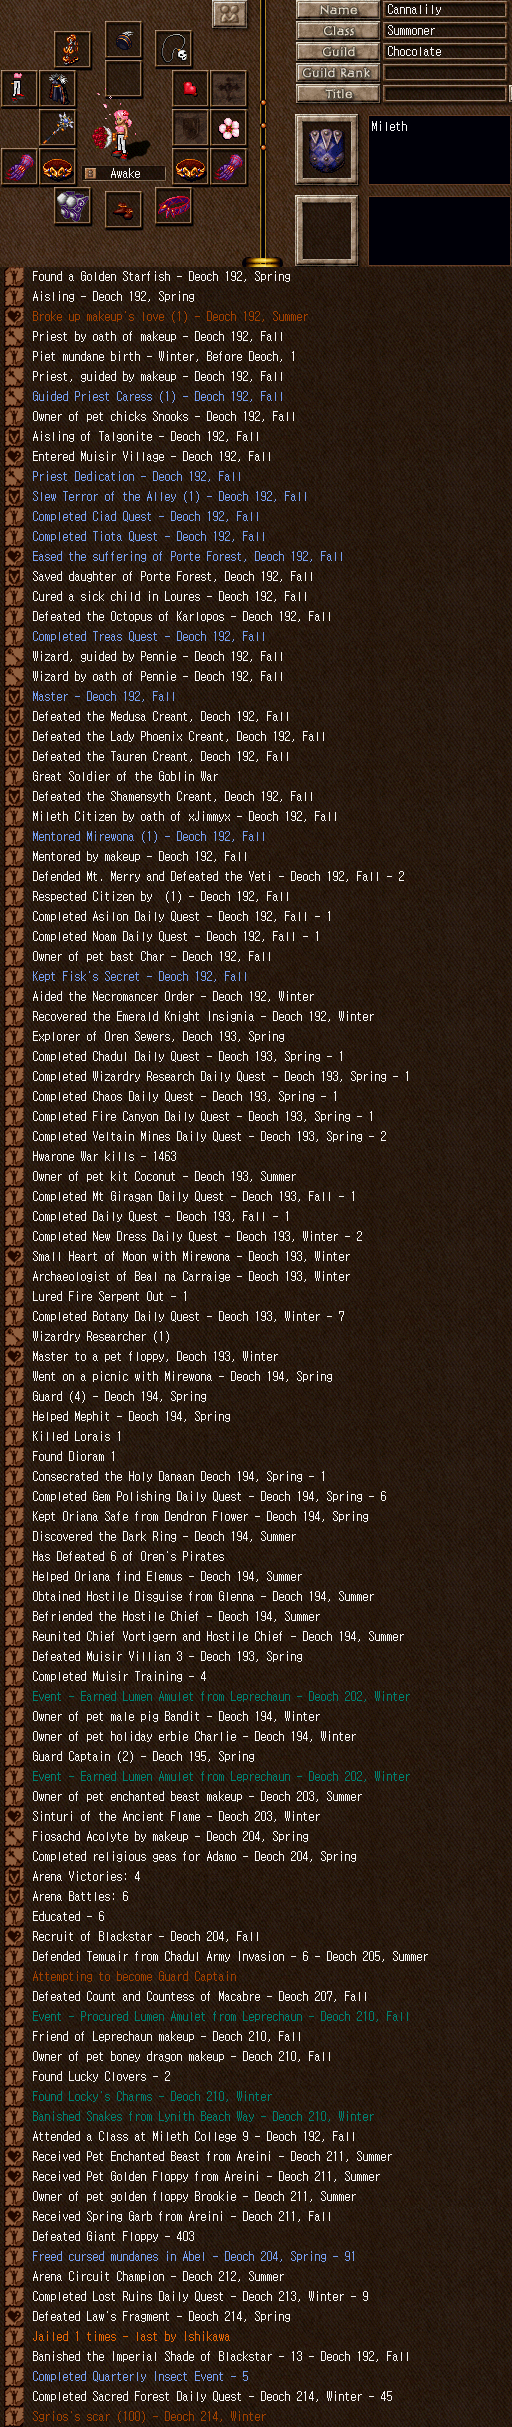 Name Cannalily
Class Summoner
Guild Chocolate
Guild Rank
Title
Mileth
Awake
Found a Golden Starfish - Deoch 192, Spring
Aisling - Deoch 192, Spring
Broke up makeup's love (1) - Deoch 192, Summer
Priest by oath of makeup - Deoch 192, Fall
Piet mundane birth - Winter, Before Deoch, 1
Priest, guided by makeup - Deoch 192, Fall
Guided Priest Caress (1) - Deoch 192, Fall
Owner of pet chicks Snooks - Deoch 192, Fall
Aisling of Talgonite - Deoch 192, Fall
Entered Muisir Village - Deoch 192, Fall
Priest Dedication - Deoch 192, Fall
Slew Terror of the Alley (1) - Deoch 192, Fall
Completed Ciad Quest - Deoch 192, Fall
Completed Tiota Quest - Deoch 192, Fall
Eased the suffering of Porte Forest, Deoch 192, Fall
Saved daughter of Porte Forest, Deoch 192, Fall
Cured a sick child in Loures - Deoch 192, Fall
Defeated the Octopus of Karlopos - Deoch 192, Fall
Completed Treas Quest - Deoch 192, Fall
Wizard, guided by Pennie - Deoch 192, Fall
Wizard by oath of Pennie - Deoch 192, Fall
Master - Deoch 192, Fall
Defeated the Medusa Creant, Deoch 192, Fall
Defeated the Lady Phoenix Creant, Deoch 192, Fall
Defeated the Tauren Creant, Deoch 192, Fall
Great Soldier of the Goblin War
Defeated the Shamensyth Creant, Deoch 192, Fall
Mileth Citizen by oath of xJimmyx - Deoch 192, Fall
Mentored Mirewona (1) - Deoch 192, Fall
Mentored by makeup - Deoch 192, Fall
Defended Mt. Merry and Defeated the Yeti - Deoch 192, Fall - 2
Respected Citizen by  (1) - Deoch 192, Fall
Completed Asilon Daily Quest - Deoch 192, Fall - 1
Completed Noam Daily Quest - Deoch 192, Fall - 1
Owner of pet bast Char - Deoch 192, Fall
Kept Fisk's Secret - Deoch 192, Fall
Aided the Necromancer Order - Deoch 192, Winter
Recovered the Emerald Knight Insignia - Deoch 192, Winter
Explorer of Oren Sewers, Deoch 193, Spring
Completed Chadul Daily Quest - Deoch 193, Spring - 1
Completed Wizardry Research Daily Quest - Deoch 193, Spring - 1
Completed Chaos Daily Quest - Deoch 193, Spring - 1
Completed Fire Canyon Daily Quest - Deoch 193, Spring - 1
Completed Veltain Mines Daily Quest - Deoch 193, Spring - 2
Hwarone War kills - 1463
Owner of pet kit Coconut - Deoch 193, Summer
Completed Mt Giragan Daily Quest - Deoch 193, Fall - 1
Completed Daily Quest - Deoch 193, Fall - 1
Completed New Dress Daily Quest - Deoch 193, Winter - 2
Small Heart of Moon with Mirewona - Deoch 193, Winter
Archaeologist of Beal na Carraige - Deoch 193, Winter
Lured Fire Serpent Out - 1
Completed Botany Daily Quest - Deoch 193, Winter - 7
Wizardry Researcher (1)
Master to a pet floppy, Deoch 193, Winter
Went on a picnic with Mirewona - Deoch 194, Spring
Guard (4) - Deoch 194, Spring
Helped Mephit - Deoch 194, Spring
Killed Lorais 1
Found Dioram 1
Consecrated the Holy Danaan Deoch 194, Spring - 1
Completed Gem Polishing Daily Quest - Deoch 194, Spring - 6
Kept Oriana Safe from Dendron Flower - Deoch 194, Spring
Discovered the Dark Ring - Deoch 194, Summer
Has Defeated 6 of Oren's Pirates
Helped Oriana find Elemus - Deoch 194, Summer
Obtained Hostile Disguise from Glenna - Deoch 194, Summer
Befriended the Hostile Chief - Deoch 194, Summer
Reunited Chief Vortigern and Hostile Chief - Deoch 194, Summer
Defeated Muisir Villian 3 - Deoch 193, Spring
Completed Muisir Training - 4
Event - Earned Lumen Amulet from Leprechaun - Deoch 202, Winter
Owner of pet male pig Bandit - Deoch 194, Winter
Owner of pet holiday erbie Charlie - Deoch 194, Winter
Guard Captain (2) - Deoch 195, Spring
Event - Earned Lumen Amulet from Leprechaun - Deoch 202, Winter
Owner of pet enchanted beast makeup - Deoch 203, Summer
Sinturi of the Ancient Flame - Deoch 203, Winter
Fiosachd Acolyte by makeup - Deoch 204, Spring
Completed religious geas for Adamo - Deoch 204, Spring
Arena Victories: 4
Arena Battles: 6
Educated - 6
Recruit of Blackstar - Deoch 204, Fall
Defended Temuair from Chadul Army Invasion - 6 - Deoch 205, Summer
Attempting to become Guard Captain
Defeated Count and Countess of Macabre - Deoch 207, Fall
Event - Procured Lumen Amulet from Leprechaun - Deoch 210, Fall
Friend of Leprechaun makeup - Deoch 210, Fall
Owner of pet boney dragon makeup - Deoch 210, Fall
Found Lucky Clovers - 2
Found Locky's Charms - Deoch 210, Winter
Banished Snakes from Lynith Beach Way - Deoch 210, Winter
Attended a Class at Mileth College 9 - Deoch 192, Fall
Received Pet Enchanted Beast from Areini - Deoch 211, Summer
Received Pet Golden Floppy from Areini - Deoch 211, Summer
Owner of pet golden floppy Brookie - Deoch 211, Summer
Received Spring Garb from Areini - Deoch 211, Fall
Defeated Giant Floppy - 403
Freed cursed mundanes in Abel - Deoch 204, Spring - 91
Arena Circuit Champion - Deoch 212, Summer
Completed Lost Ruins Daily Quest - Deoch 213, Winter - 9
Defeated Law's Fragment - Deoch 214, Spring
Jailed 1 times - last by Ishikawa
Banished the Imperial Shade of Blackstar - 13 - Deoch 192, Fall
Completed Quarterly Insect Event - 5
Completed Sacred Forest Daily Quest - Deoch 214, Winter - 45
Sgrios's scar (100) - Deoch 214, Winter